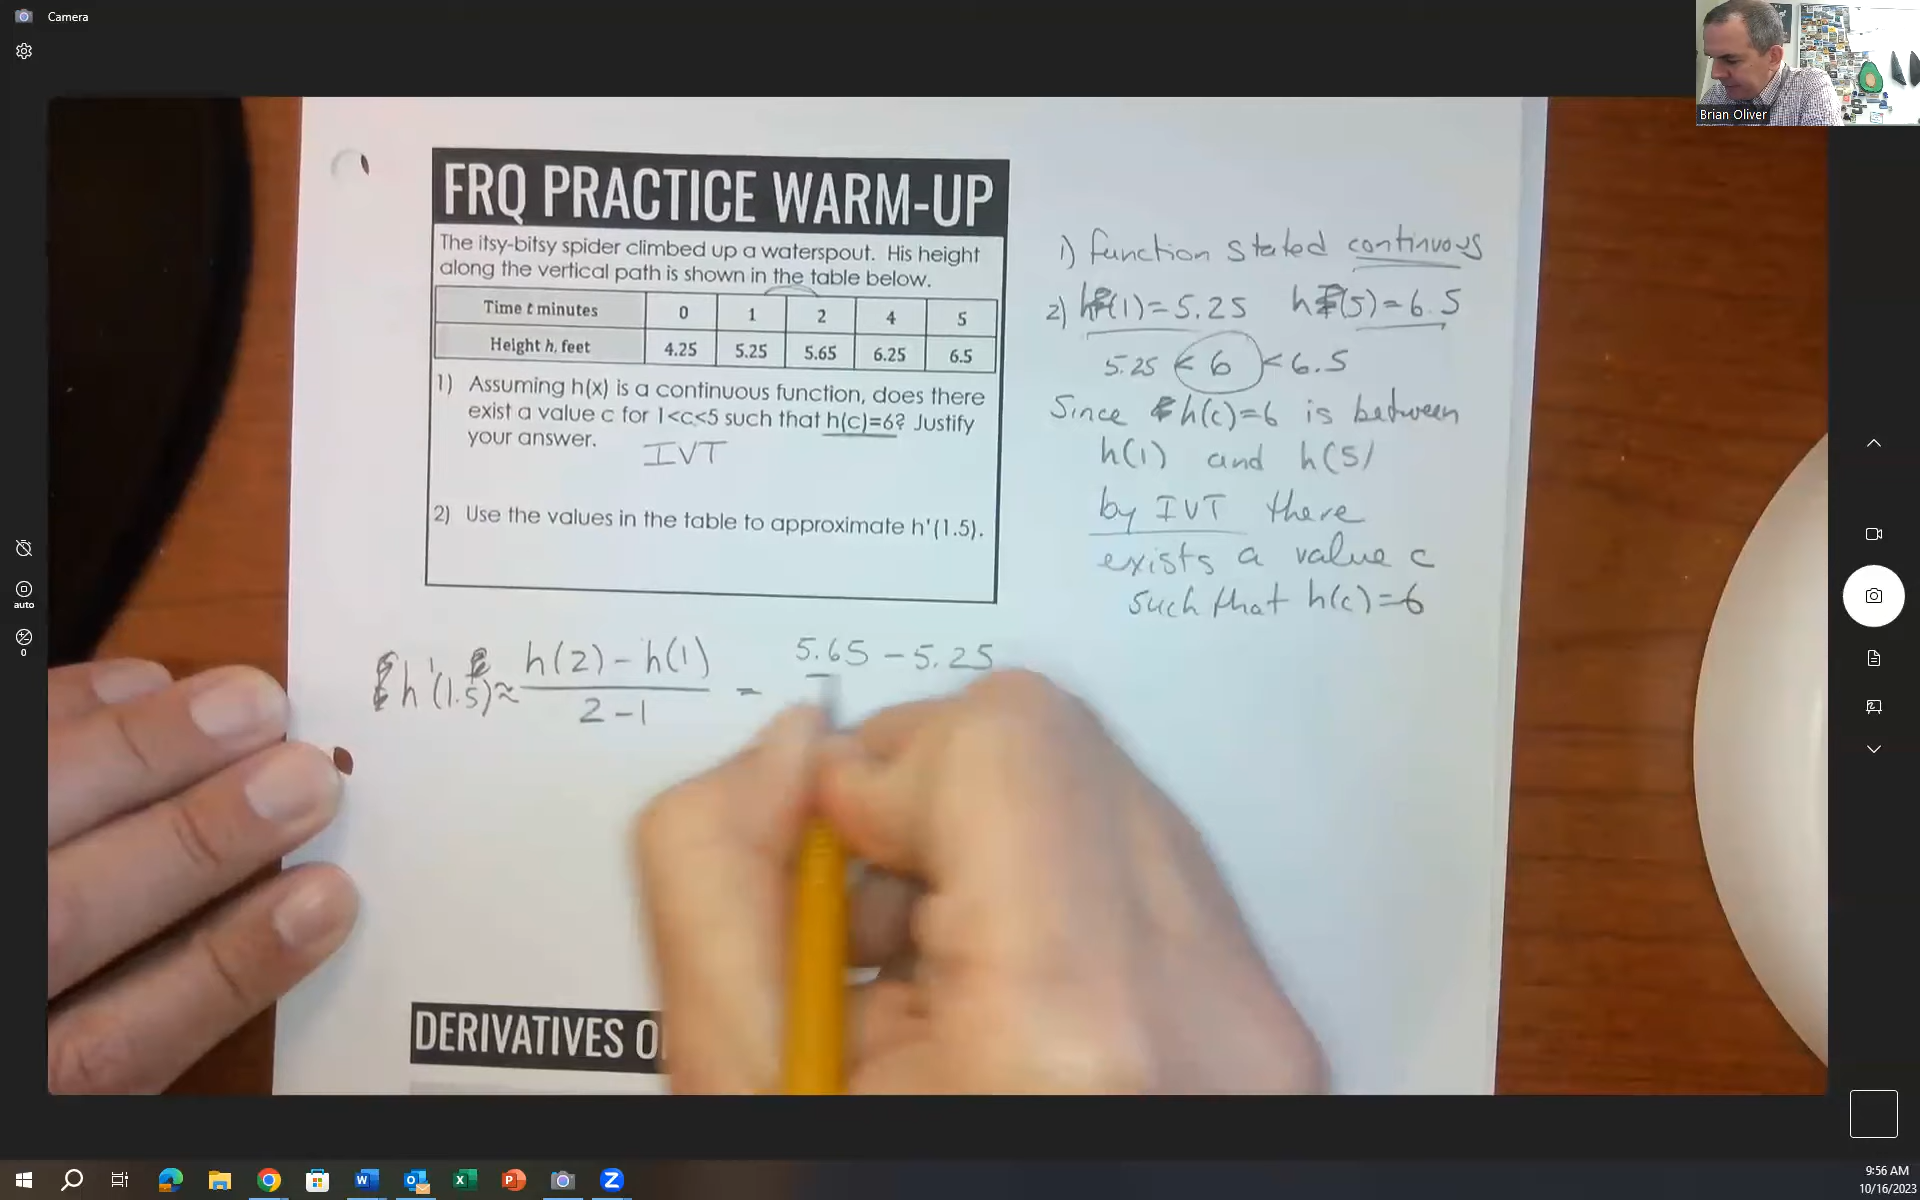 Camera
Brian Oliver
FRQ PRACTICE WARM-UP
The itsy-bitsy spider climbed up a waterspout. His height
along the vertical path is shown in the table below.
Time t minutes 0 1 2 4 5
Height h, feet 4.25 5.25 5.65 6.25 6.5
1) Assuming h(x) is a continuous function, does there
exist a value c for 1<c<5 such that h(c)=6? Justify
your answer.
IVT
2) Use the values in the table to approximate h'(1.5).
1) function stated continuous
2) h(1)=5.25 h(5)=6.5
5.25 < 6 < 6.5
Since h(c)=6 is between
h(1) and h(5)
by IVT there
exists a value c
such that h(c)=6
h'(1.5)≈ h(2)-h(1) = 5.65-5.25
2-1
DERIVATIVES O
auto
0
9:56 AM
10/16/2023